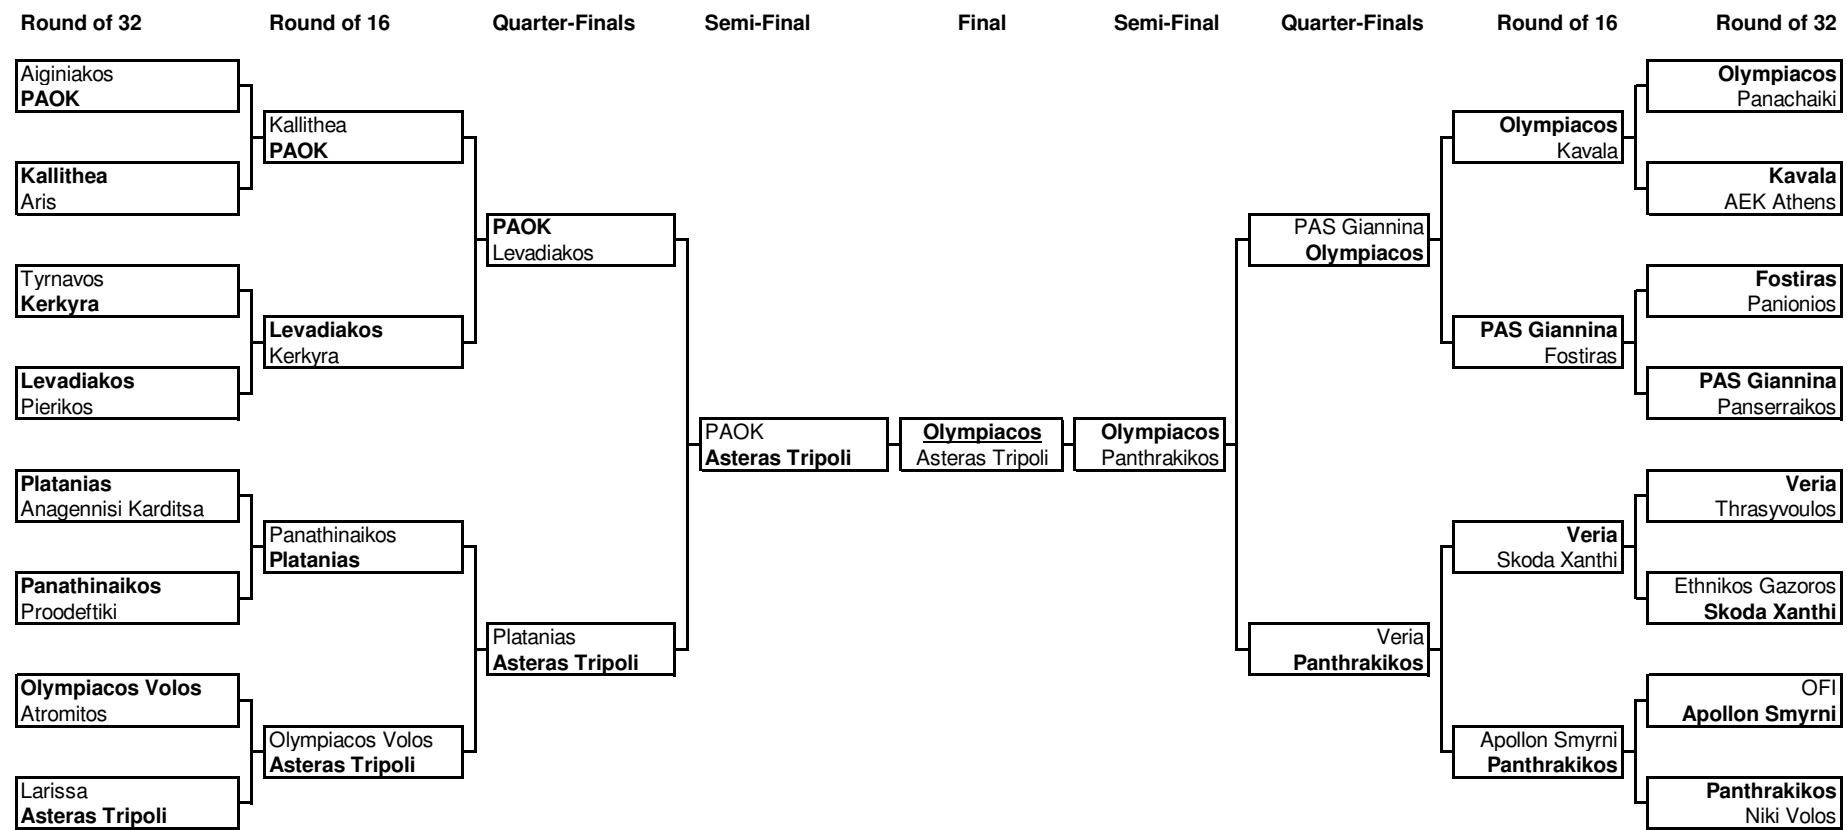 Round of 32
Round of 16
Quarter-Finals
Semi-Final
Final
Semi-Final
Quarter-Finals
Round of 16
Round of 32
Aiginiakos
PAOK
Kallithea
Aris
Tyrnavos
Kerkyra
Levadiakos
Pierikos
Platanias
Anagennisi Karditsa
Panathinaikos
Proodeftiki
Olympiacos Volos
Atromitos
Larissa
Asteras Tripoli
Kallithea
PAOK
Levadiakos
Kerkyra
Panathinaikos
Platanias
Olympiacos Volos
Asteras Tripoli
PAOK
Levadiakos
Platanias
Asteras Tripoli
PAOK
Asteras Tripoli
Olympiacos
Asteras Tripoli
Olympiacos
Panthrakikos
PAS Giannina
Olympiacos
Veria
Panthrakikos
Olympiacos
Kavala
PAS Giannina
Fostiras
Veria
Skoda Xanthi
Apollon Smyrni
Panthrakikos
Olympiacos
Panachaiki
Kavala
AEK Athens
Fostiras
Panionios
PAS Giannina
Panserraikos
Veria
Thrasyvoulos
Ethnikos Gazoros
Skoda Xanthi
OFI
Apollon Smyrni
Panthrakikos
Niki Volos